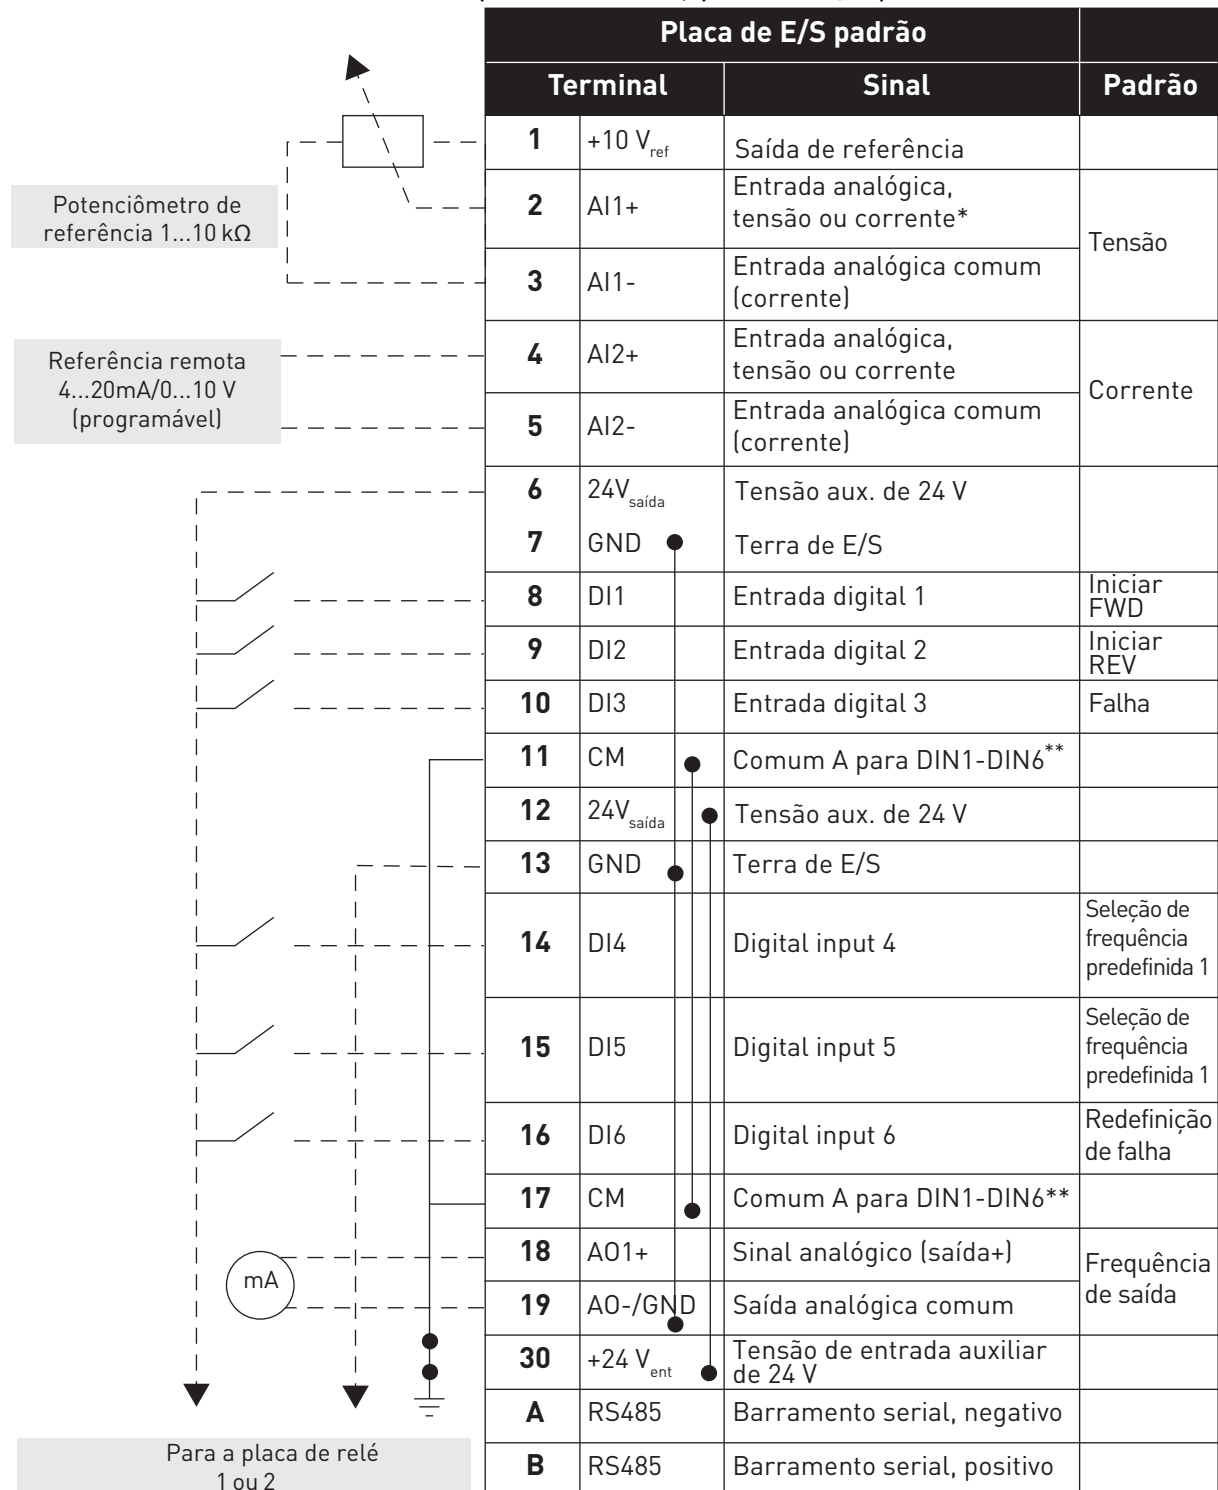 Placa de E/S padrão
Terminal Sinal Padrão
1 +10 Vref Saída de referência
Potenciômetro de
referência 1...10 kΩ
2 AI1+ Entrada analógica,
tensão ou corrente*
Tensão
3 AI1- Entrada analógica comum
(corrente)
Referência remota
4...20mA/0...10 V
(programável)
4 AI2+ Entrada analógica,
tensão ou corrente
Corrente
5 AI2- Entrada analógica comum
(corrente)
6 24Vsaída Tensão aux. de 24 V
7 GND Terra de E/S
8 DI1 Entrada digital 1 Iniciar
FWD
9 DI2 Entrada digital 2 Iniciar
REV
10 DI3 Entrada digital 3 Falha
11 CM Comum A para DIN1-DIN6**
12 24Vsaída Tensão aux. de 24 V
13 GND Terra de E/S
14 DI4 Digital input 4 Seleção de
frequência
predefinida 1
15 DI5 Digital input 5 Seleção de
frequência
predefinida 1
16 DI6 Digital input 6 Redefinição
de falha
17 CM Comum A para DIN1-DIN6**
mA
18 AO1+ Sinal analógico (saída+) Frequência
de saída
19 AO-/GND Saída analógica comum
30 +24 Vent Tensão de entrada auxiliar
de 24 V
A RS485 Barramento serial, negativo
B RS485 Barramento serial, positivo
Para a placa de relé
1 ou 2